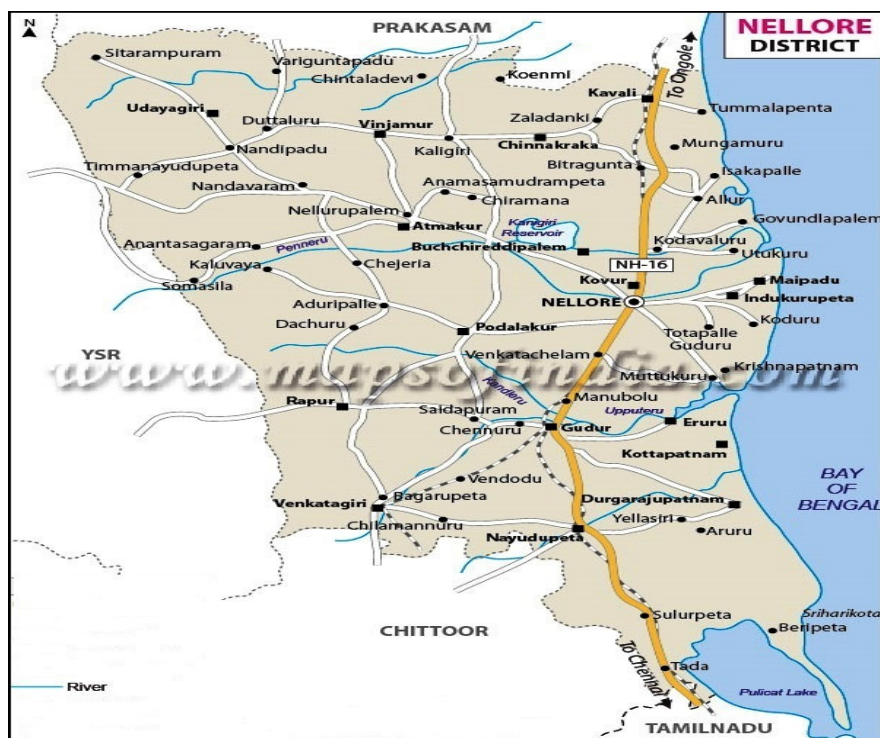 N
PRAKASAM
NELLORE
DISTRICT
Sitarampuram
Variguntapadu
Chintaladevi
Koenmi
To Ongole
Kavali
Tummalapenta
Udayagiri
Duttaluru
Vinjamur
Zaladanki
Nandipadu
Kaligiri
Chinnakraka
Mungamuru
Timmanayudupeta
Bitragunta
Isakapalle
Nandavaram
Anamasamudrampeta
Chiramana
Allur
Nellurupalem
Atmakur
Kanigiri
Reservoir
Govundlapalem
Anantasagaram
Penneru
Buchchireddipalem
Kodavaluru
Utukuru
Kaluvaya
Chejeria
NH-16
Somasila
Kovur
Maipadu
Indukurupeta
NELLORE
Aduripalle
Dachuru
Podalakur
Totapalle
Guduru
Koduru
YSR
Venkatachelam
www.mapsofindia.com
Muttukuru
Krishnapatnam
Kandleru
Rapur
Saidapuram
Manubolu
Upputeru
Chennuru
Gudur
Eruru
Kottapatnam
BAY
OF
BENGAL
Vendodu
Bagarupeta
Venkatagiri
Durgarajupatnam
Chilamannuru
Yellasiri
Nayudupeta
Aruru
Sulurpeta
Sriharikota
Beripeta
CHITTOOR
To Chennai
Tada
River
Pulicat Lake
TAMILNADU